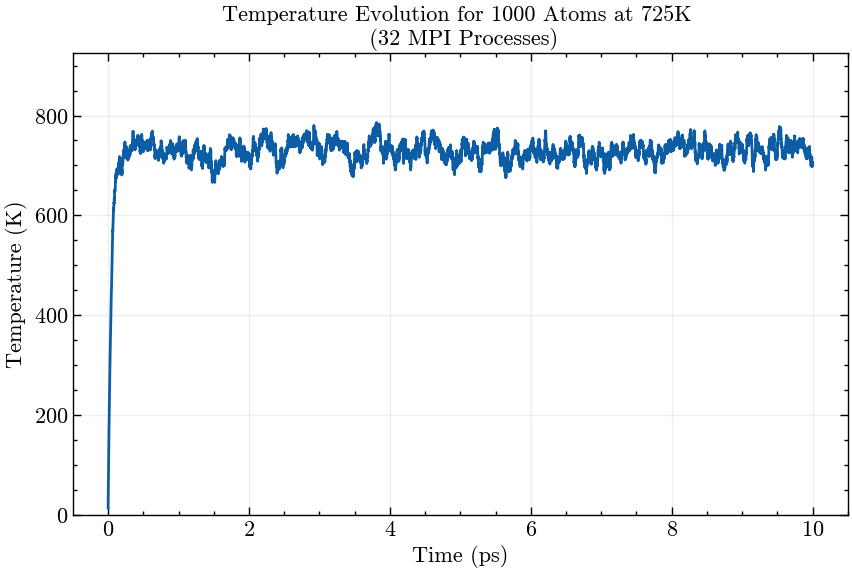 Temperature Evolution for 1000 Atoms at 725K
(32 MPI Processes)
Temperature (K)
800
600
400
200
0
0 2 4 6 8 10
Time (ps)